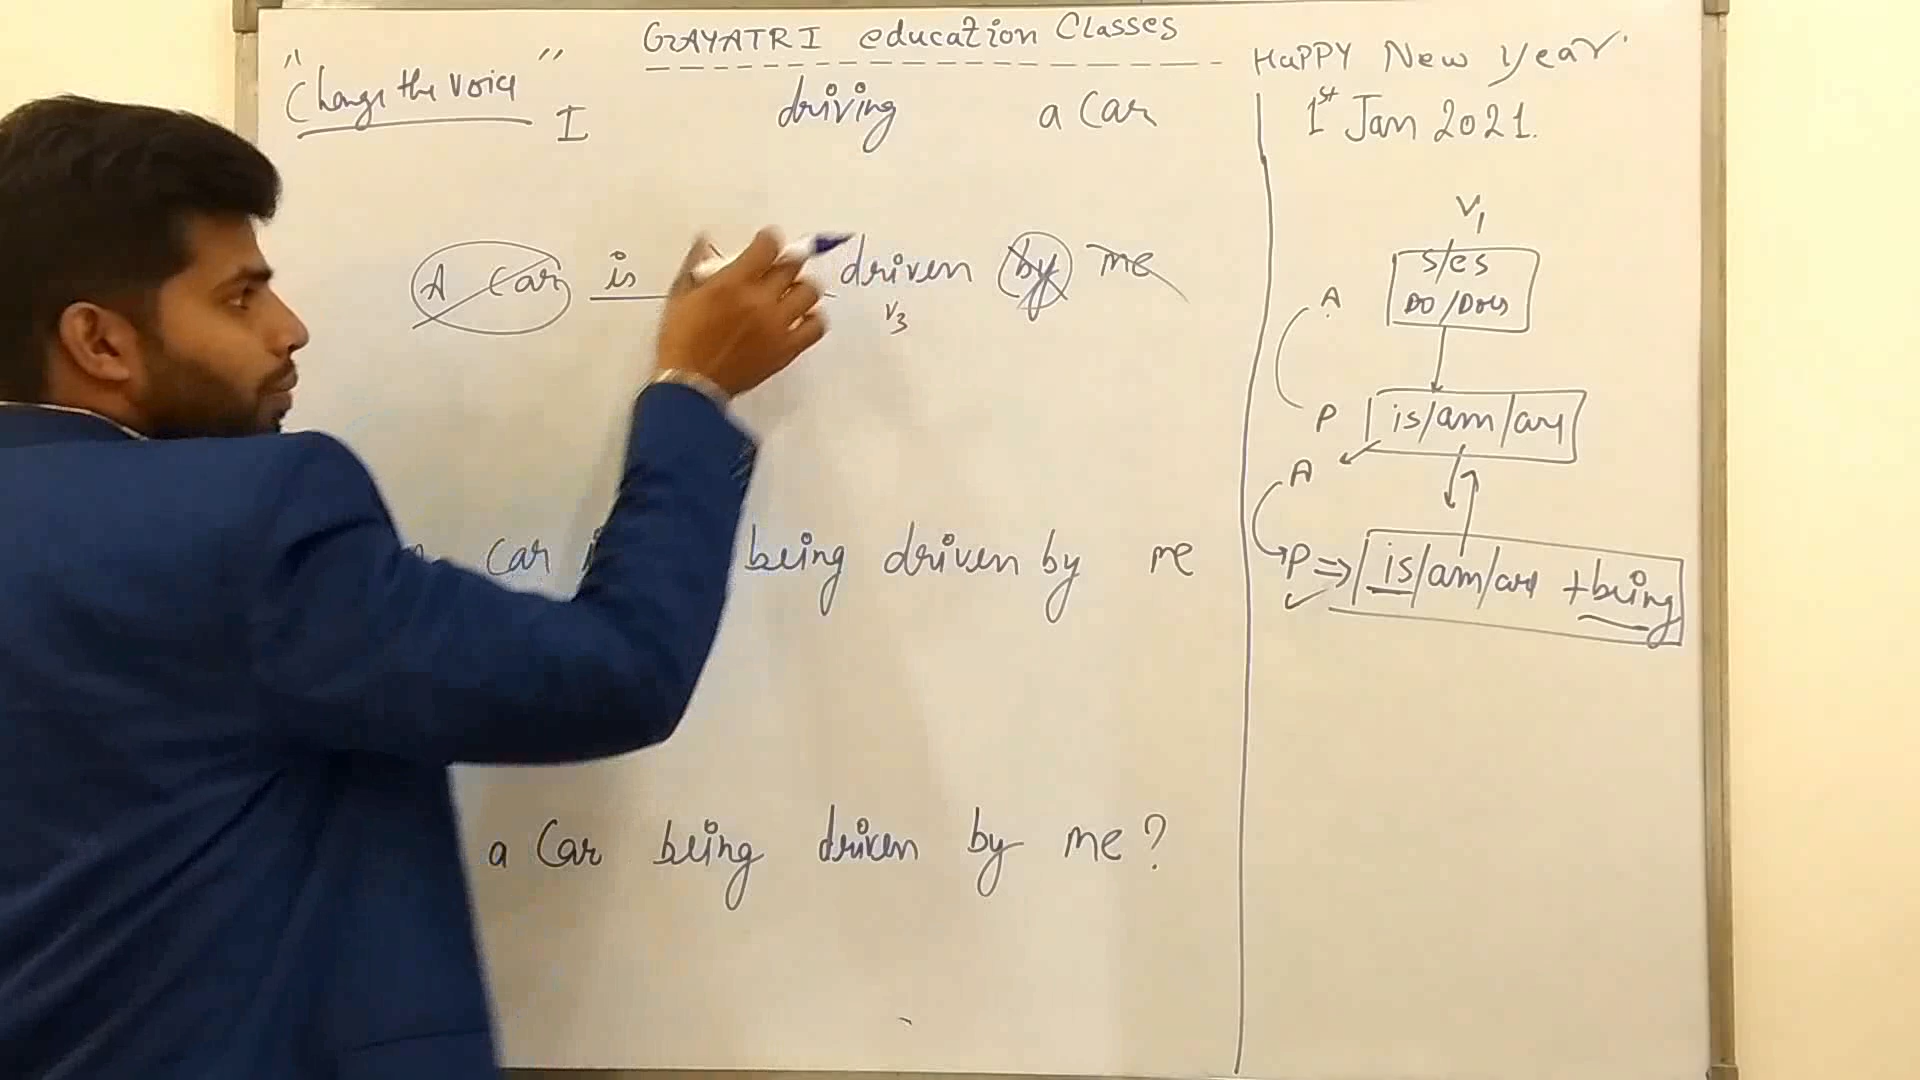 GAYATRI education Classes
"Change the Voice"
I driving a Car
A Car is driven by me
V3
Car being driven by me
a Car being driven by me?
HaPPY New Year.
1st Jan 2021.
V1
s/es
A DO/Does
P is/am/are
A
P ⇒ is/am/are +being